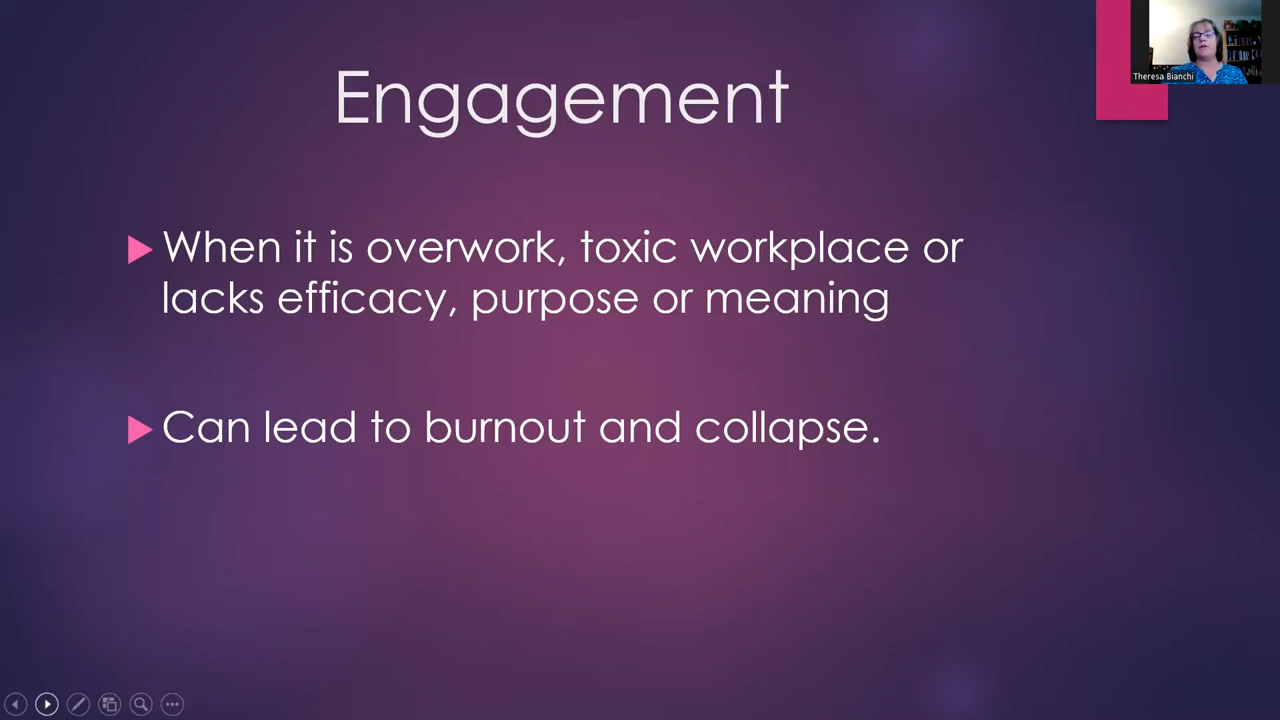 Engagement
When it is overwork, toxic workplace or
lacks efficacy, purpose or meaning
Can lead to burnout and collapse.
Theresa Bianchi